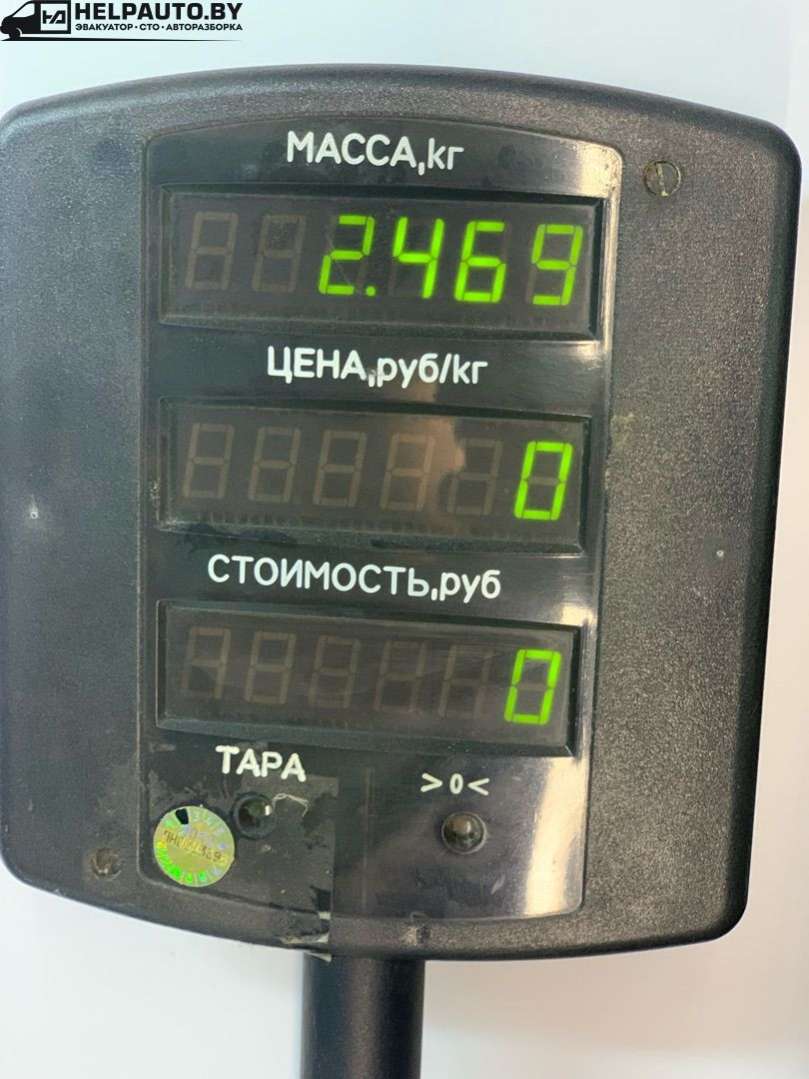 HELPAUTO.BY
ЭВАКУАТОР • СТО • АВТОРАЗБОРКА
МАССА,кг
2.469
ЦЕНА,руб/кг
0
СТОИМОСТЬ,руб
0
ТАРА
>0<